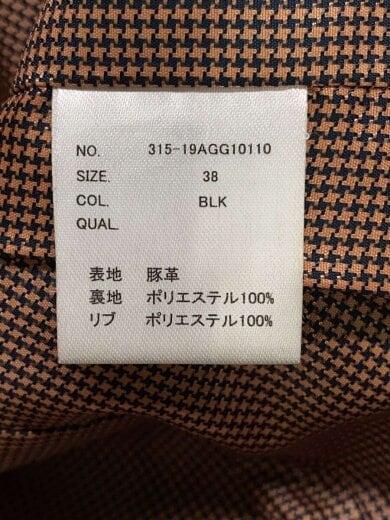 NO. 315-19AGG10110
SIZE. 38
COL. BLK
QUAL.
表地 豚革
裏地 ポリエステル100%
リブ ポリエステル100%